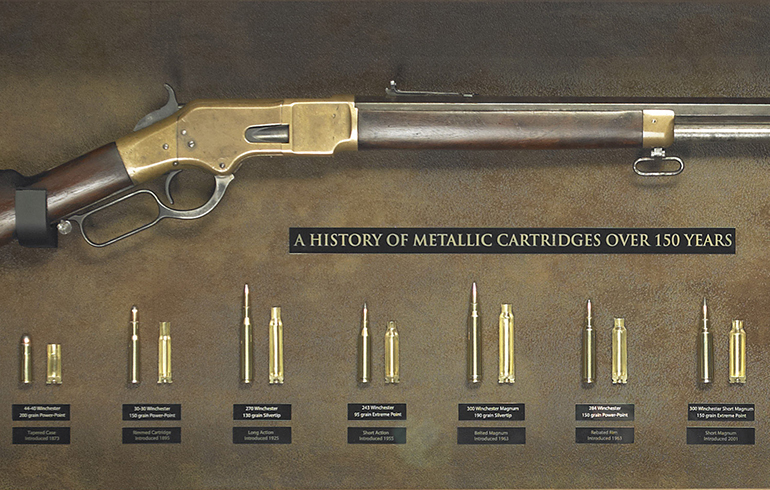 A HISTORY OF METALLIC CARTRIDGES OVER 150 YEARS
44-40 Winchester
200 grain Power-Point
Tapered Case
Introduced 1873
30-30 Winchester
150 grain Power-Point
Rimmed Cartridge
Introduced 1895
270 Winchester
130 grain Silvertip
Long Action
Introduced 1925
243 Winchester
95 grain Extreme Point
Short Action
Introduced 1955
300 Winchester Magnum
190 grain Silvertip
Belted Magnum
Introduced 1963
284 Winchester
150 grain Power-Point
Rebated Rim
Introduced 1963
300 Winchester Short Magnum
150 grain Extreme Point
Short Magnum
Introduced 2001